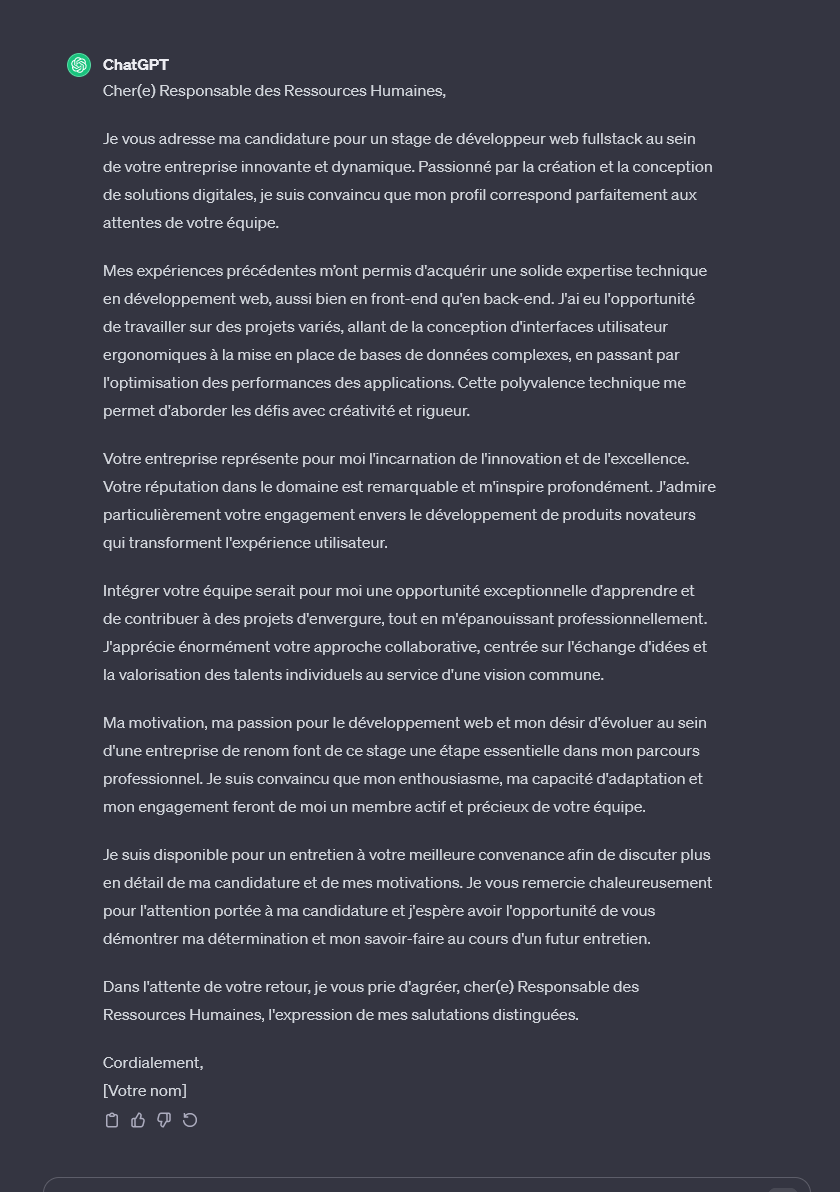 ChatGPT
Cher(e) Responsable des Ressources Humaines,
Je vous adresse ma candidature pour un stage de développeur web fullstack au sein
de votre entreprise innovante et dynamique. Passionné par la création et la conception
de solutions digitales, je suis convaincu que mon profil correspond parfaitement aux
attentes de votre équipe.
Mes expériences précédentes m'ont permis d'acquérir une solide expertise technique
en développement web, aussi bien en front-end qu'en back-end. J'ai eu l'opportunité
de travailler sur des projets variés, allant de la conception d'interfaces utilisateur
ergonomiques à la mise en place de bases de données complexes, en passant par
l'optimisation des performances des applications. Cette polyvalence technique me
permet d'aborder les défis avec créativité et rigueur.
Votre entreprise représente pour moi l'incarnation de l'innovation et de l'excellence.
Votre réputation dans le domaine est remarquable et m'inspire profondément. J'admire
particulièrement votre engagement envers le développement de produits novateurs
qui transforment l'expérience utilisateur.
Intégrer votre équipe serait pour moi une opportunité exceptionnelle d'apprendre et
de contribuer à des projets d'envergure, tout en m'épanouissant professionnellement.
J'apprécie énormément votre approche collaborative, centrée sur l'échange d'idées et
la valorisation des talents individuels au service d'une vision commune.
Ma motivation, ma passion pour le développement web et mon désir d'évoluer au sein
d'une entreprise de renom font de ce stage une étape essentielle dans mon parcours
professionnel. Je suis convaincu que mon enthousiasme, ma capacité d'adaptation et
mon engagement feront de moi un membre actif et précieux de votre équipe.
Je suis disponible pour un entretien à votre meilleure convenance afin de discuter plus
en détail de ma candidature et de mes motivations. Je vous remercie chaleureusement
pour l'attention portée à ma candidature et j'espère avoir l'opportunité de vous
démontrer ma détermination et mon savoir-faire au cours d'un futur entretien.
Dans l'attente de votre retour, je vous prie d'agréer, cher(e) Responsable des
Ressources Humaines, l'expression de mes salutations distinguées.
Cordialement,
[Votre nom]